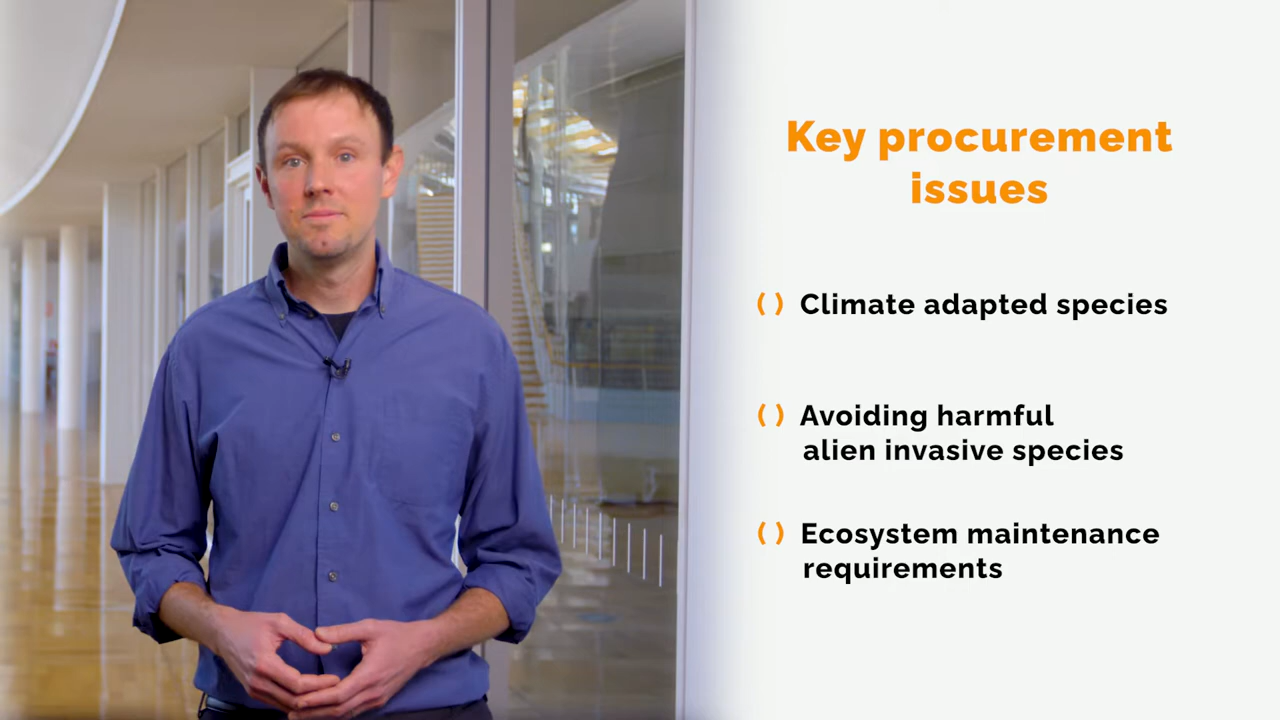 Key procurement
issues
( ) Climate adapted species
( ) Avoiding harmful
alien invasive species
( ) Ecosystem maintenance
requirements